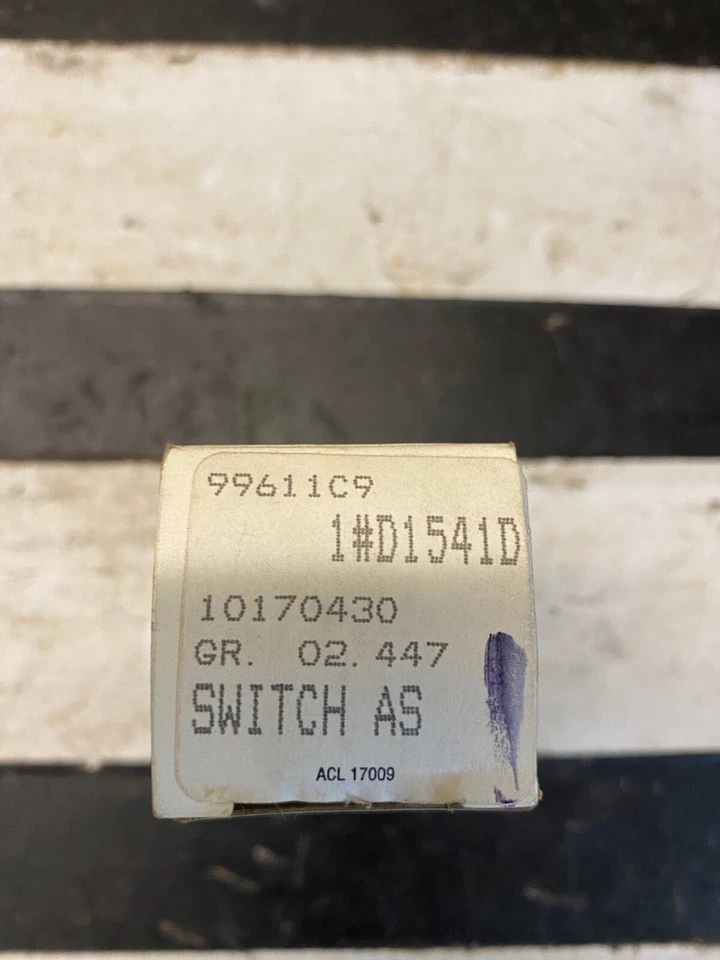 99611C9
1#D1541D
10170430
GR. 02.447
SWITCH AS
ACL 17009